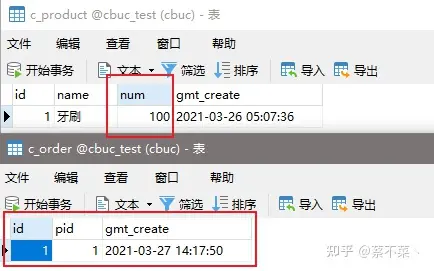 c_product @cbuc_test (cbuc) - 表
文件 编辑 查看 窗口 帮助
开始事务 文本 筛选 排序 导入 导出
id name num gmt_create
1 牙刷 100 2021-03-26 05:07:36
c_order @cbuc_test (cbuc) - 表
文件 编辑 查看 窗口 帮助
开始事务 文本 筛选 排序 导入 导出
id pid gmt_create
1 1 2021-03-27 14:17:50
知乎 @蔡不菜